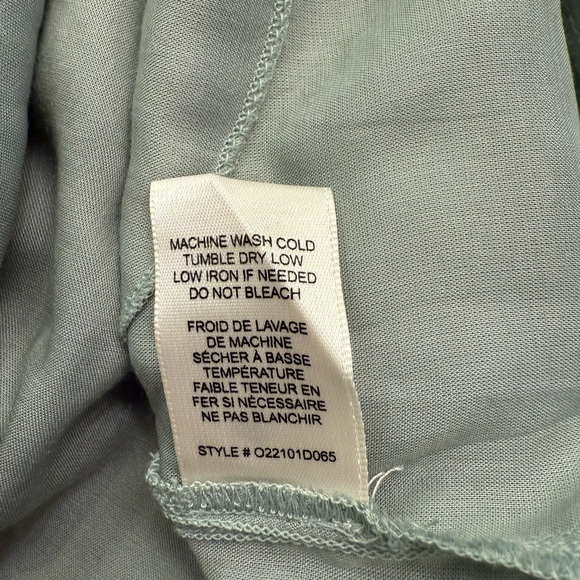 MACHINE WASH COLD
TUMBLE DRY LOW
LOW IRON IF NEEDED
DO NOT BLEACH
FROID DE LAVAGE
DE MACHINE
SÉCHER À BASSE
TEMPÉRATURE
FAIBLE TENEUR EN
FER SI NÉCESSAIRE
NE PAS BLANCHIR
STYLE # O22101D065